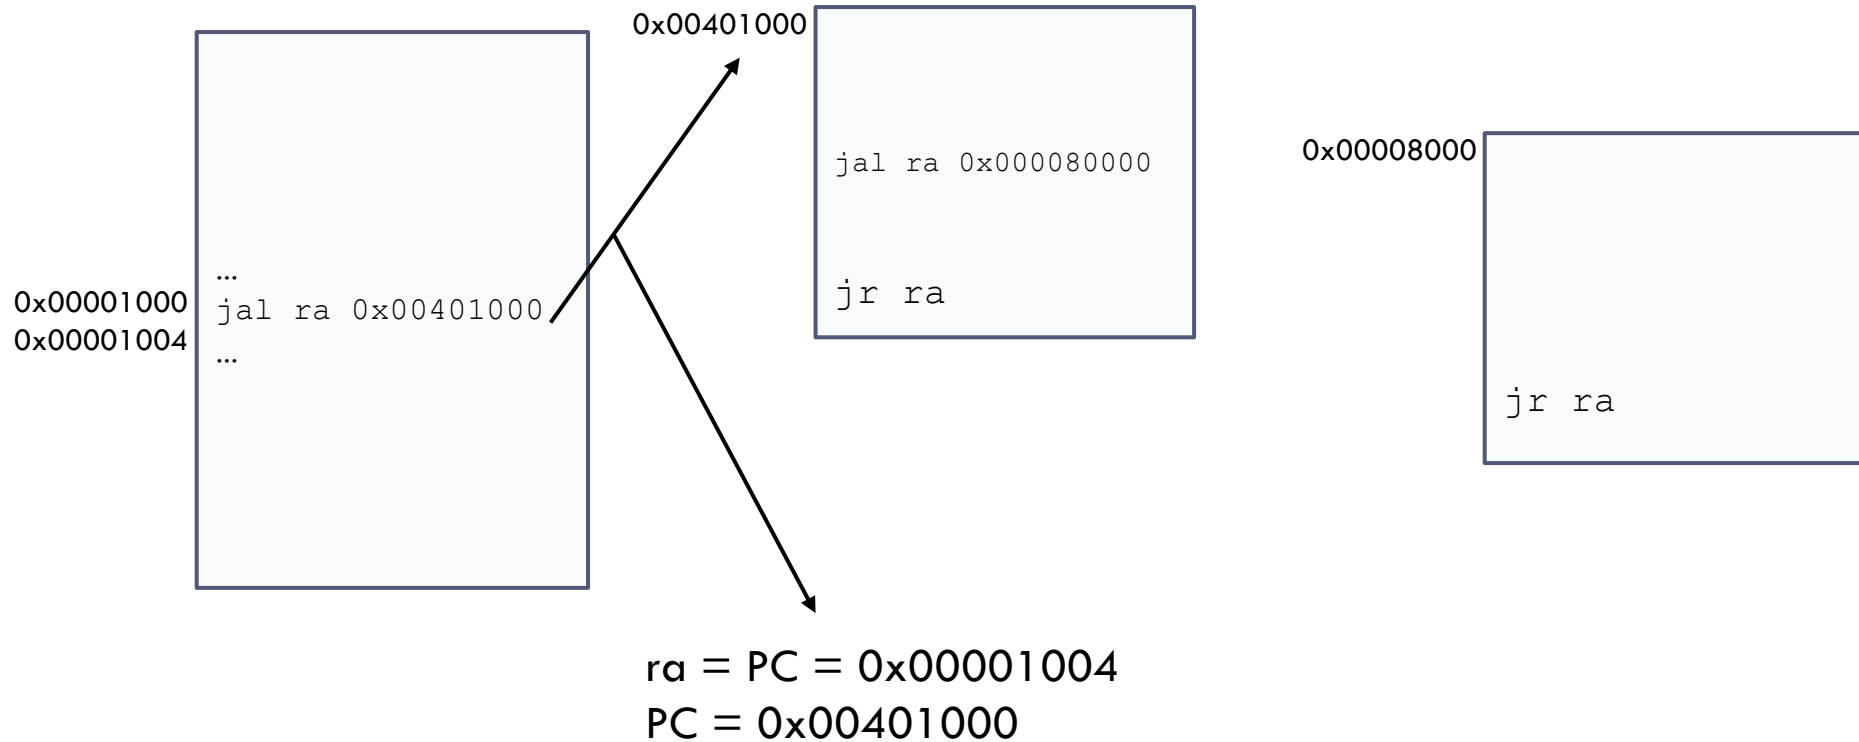 0x00001000
0x00001004
...
jal ra 0x00401000
...
0x00401000
jal ra 0x000080000
jr ra
0x00008000
jr ra
ra = PC = 0x00001004
PC = 0x00401000